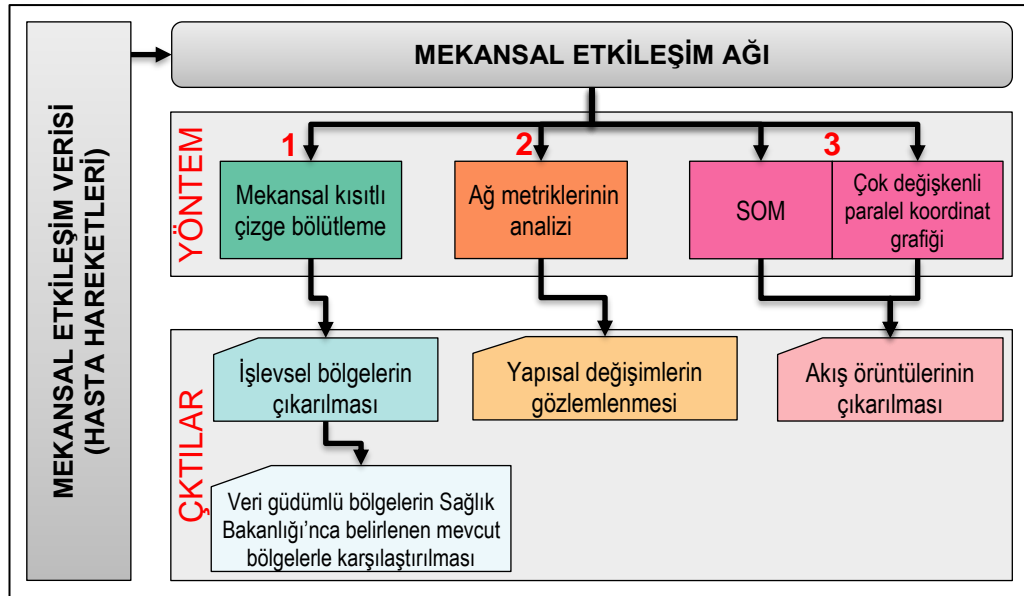 MEKANSAL ETKİLEŞİM VERİSİ
(HASTA HAREKETLERİ)
MEKANSAL ETKİLEŞİM AĞI
YÖNTEM
1
Mekansal kısıtlı
çizge bölütleme
2
Ağ metriklerinin
analizi
3
SOM
Çok değişkenli
paralel koordinat
grafiği
ÇKTILAR
İşlevsel bölgelerin
çıkarılması
Yapısal değişimlerin
gözlemlenmesi
Akış örüntülerinin
çıkarılması
Veri güdümlü bölgelerin Sağlık
Bakanlığı’nca belirlenen mevcut
bölgelerle karşılaştırılması